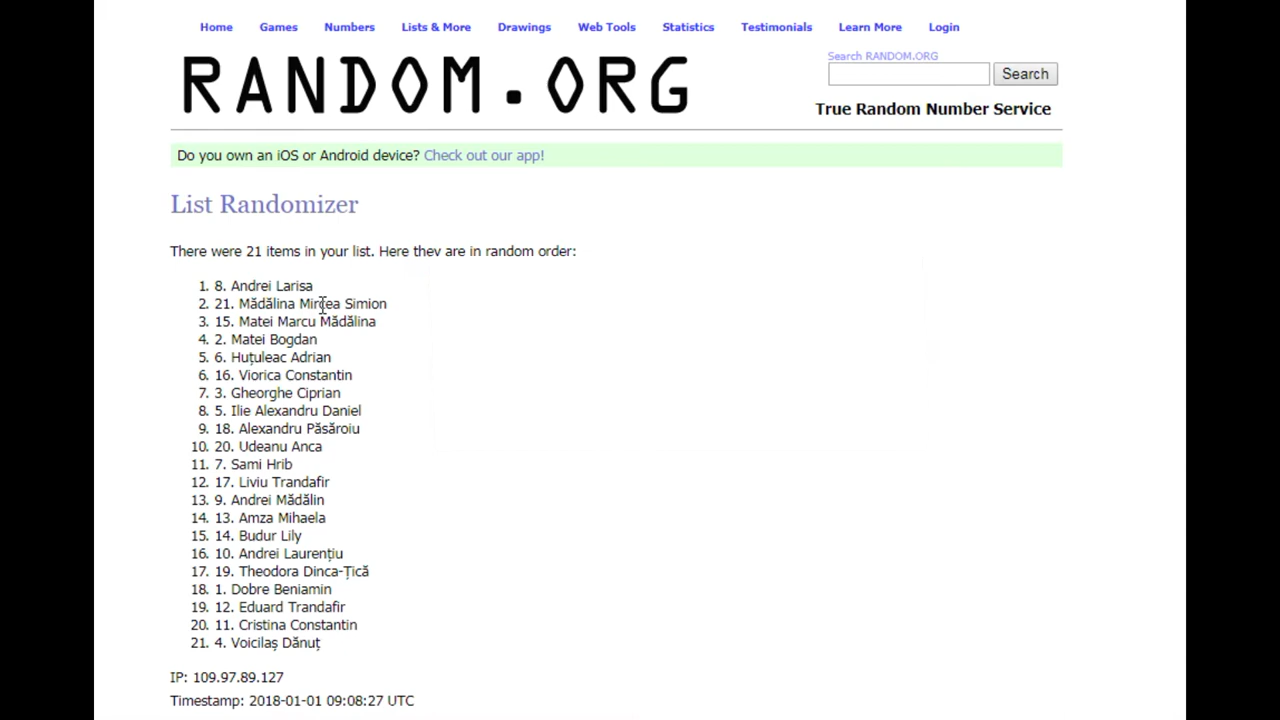 Home Games Numbers Lists & More Drawings Web Tools Statistics Testimonials Learn More Login
RANDOM.ORG
Search RANDOM.ORG
Search
True Random Number Service
Do you own an iOS or Android device? Check out our app!
List Randomizer
There were 21 items in your list. Here they are in random order:
1. 8. Andrei Larisa
2. 21. Mădălina Mircea Simion
3. 15. Matei Marcu Mădălina
4. 2. Matei Bogdan
5. 6. Huțuleac Adrian
6. 16. Viorica Constantin
7. 3. Gheorghe Ciprian
8. 5. Ilie Alexandru Daniel
9. 18. Alexandru Păsăroiu
10. 20. Udeanu Anca
11. 7. Sami Hrib
12. 17. Liviu Trandafir
13. 9. Andrei Mădălin
14. 13. Amza Mihaela
15. 14. Budur Lily
16. 10. Andrei Laurențiu
17. 19. Theodora Dinca-Țică
18. 1. Dobre Beniamin
19. 12. Eduard Trandafir
20. 11. Cristina Constantin
21. 4. Voicilaș Dănuț
IP: 109.97.89.127
Timestamp: 2018-01-01 09:08:27 UTC